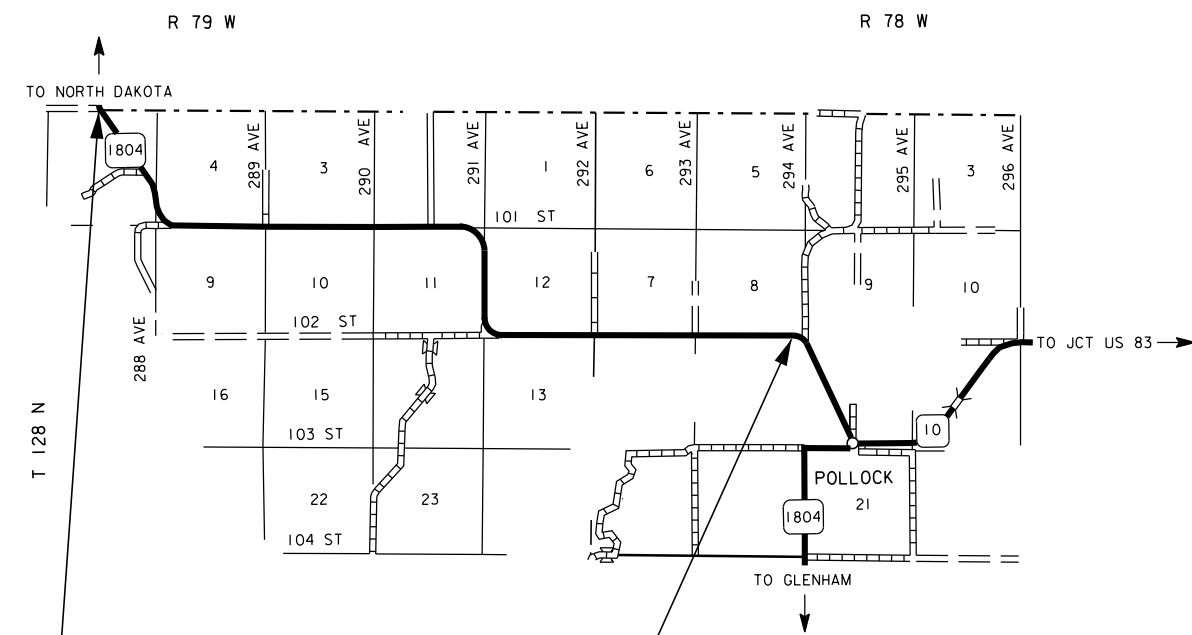 R 79 W
R 78 W
TO NORTH DAKOTA
1804
4
289 AVE
3
290 AVE
291 AVE
1
292 AVE
6
293 AVE
5
294 AVE
295 AVE
3
296 AVE
101 ST
9
10
11
12
7
8
9
10
288 AVE
102 ST
TO JCT US 83
T 128 N
16
15
13
103 ST
10
POLLOCK
22
23
1804
21
104 ST
TO GLENHAM